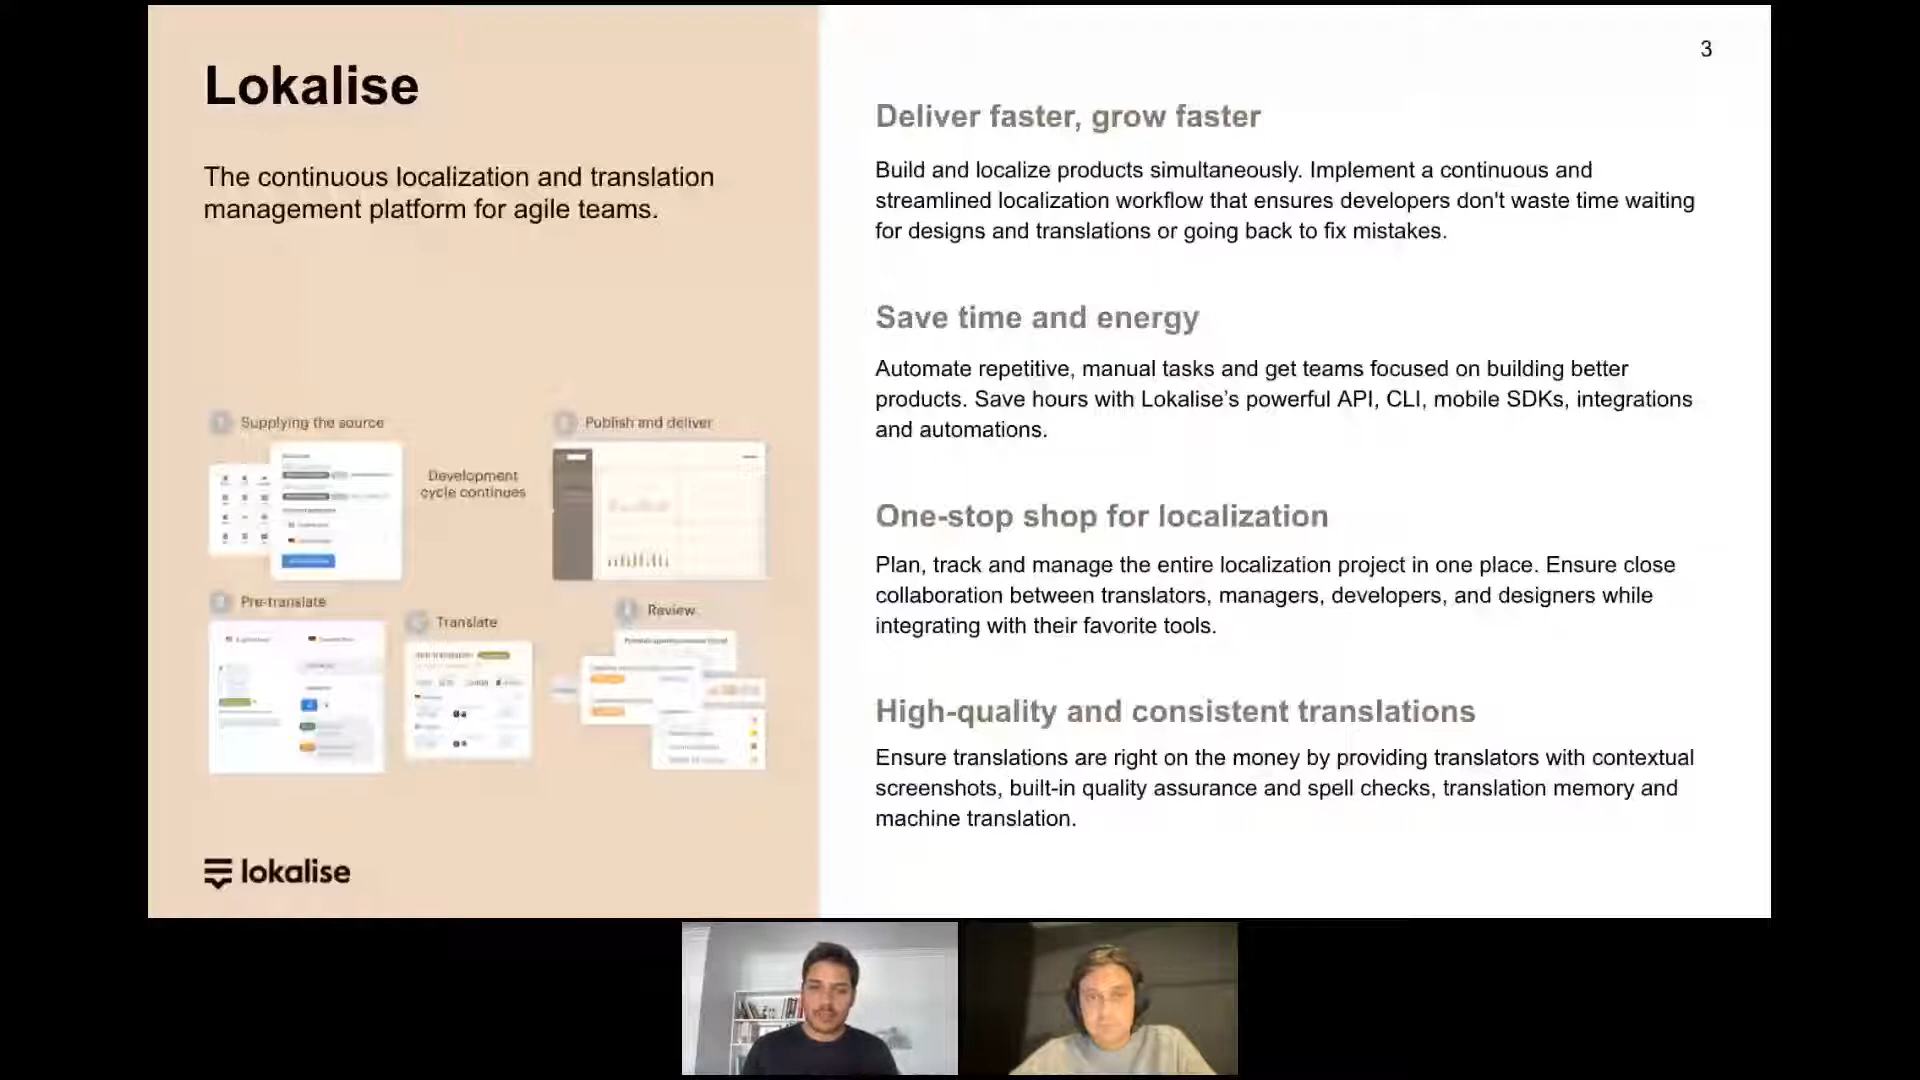 Lokalise
The continuous localization and translation
management platform for agile teams.
Supplying the source
Publish and deliver
Development
cycle continues
Pre-translate
Translate
Review
lokalise
3
Deliver faster, grow faster
Build and localize products simultaneously. Implement a continuous and
streamlined localization workflow that ensures developers don't waste time waiting
for designs and translations or going back to fix mistakes.
Save time and energy
Automate repetitive, manual tasks and get teams focused on building better
products. Save hours with Lokalise’s powerful API, CLI, mobile SDKs, integrations
and automations.
One-stop shop for localization
Plan, track and manage the entire localization project in one place. Ensure close
collaboration between translators, managers, developers, and designers while
integrating with their favorite tools.
High-quality and consistent translations
Ensure translations are right on the money by providing translators with contextual
screenshots, built-in quality assurance and spell checks, translation memory and
machine translation.